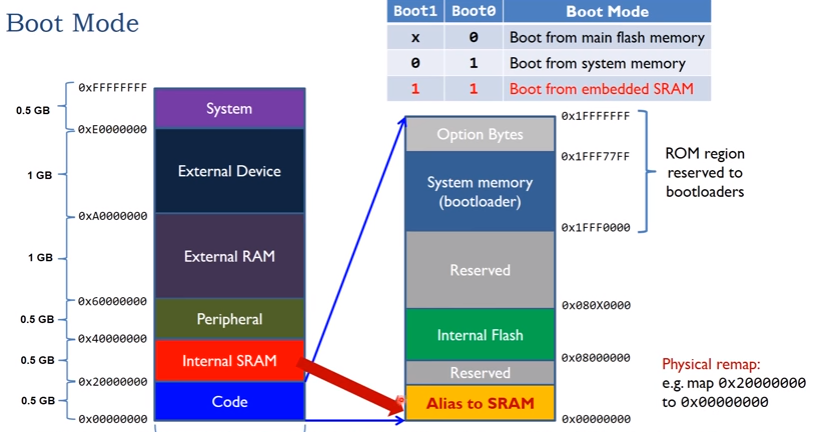 Boot Mode
Boot1 Boot0 Boot Mode
x 0 Boot from main flash memory
0 1 Boot from system memory
1 1 Boot from embedded SRAM
0xFFFFFFFF
0.5 GB
System
0xE0000000
1 GB
External Device
0xA0000000
1 GB
External RAM
0x60000000
0.5 GB
Peripheral
0x40000000
0.5 GB
Internal SRAM
0x20000000
0.5 GB
Code
0x00000000
0x1FFFFFFF
Option Bytes
0x1FFF77FF
System memory
(bootloader)
0x1FFF0000
Reserved
0x080X0000
Internal Flash
0x08000000
Reserved
Alias to SRAM
0x00000000
ROM region
reserved to
bootloaders
Physical remap:
e.g. map 0x20000000
to 0x00000000